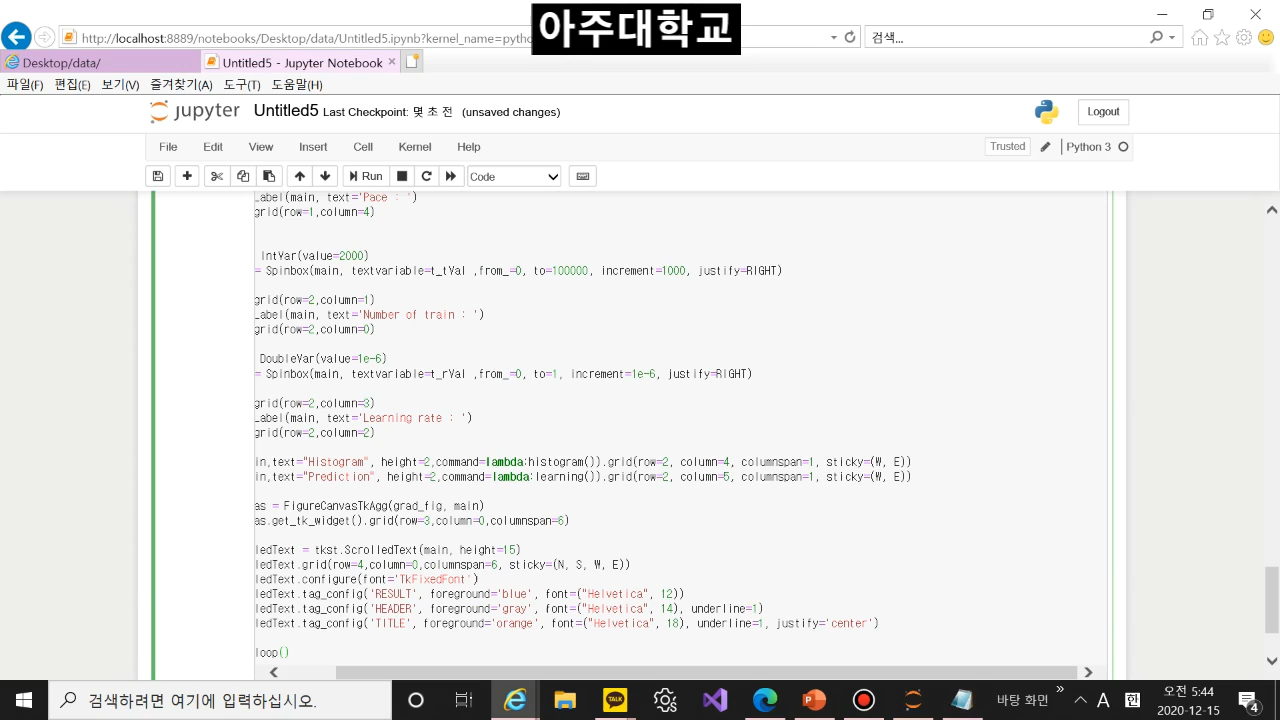 아주대학교
http://localhost:8889/notebooks/Desktop/data/Untitled5.ipynb?kernel_name=pytho
검색...
Desktop/data/
Untitled5 - Jupyter Notebook
파일(F) 편집(E) 보기(V) 즐겨찾기(A) 도구(T) 도움말(H)
jupyter Untitled5 Last Checkpoint: 몇 초 전 (unsaved changes)
Logout
File Edit View Insert Cell Kernel Help
Trusted Python 3
Run Code
Label(main, text='Pace : ')
grid(row=1,column=4)
IntVar(value=2000)
= Spinbox(main, textvariable=t_tVal ,from_=0, to=100000, increment=1000, justify=RIGHT)
grid(row=2,column=1)
Label(main, text='Number of train : ')
grid(row=2,column=0)
DoubleVar(value=1e-6)
= Spinbox(main, textvariable=t_rVal ,from_=0, to=1, increment=1e-6, justify=RIGHT)
grid(row=2,column=3)
Label(main, text='Learning rate : ')
grid(row=2,column=2)
in,text="Histogram", height=2,command=lambda:histogram()).grid(row=2, column=4, columnspan=1, sticky=(W, E))
in,text="Prediction", height=2,command=lambda:learning()).grid(row=2, column=5, columnspan=1, sticky=(W, E))
as = FigureCanvasTkAgg(grad_fig, main)
as.get_tk_widget().grid(row=3,column=0,columnspan=6)
ledText = tkst.ScrolledText(main, height=15)
ledText.grid(row=4,column=0,columnspan=6, sticky=(N, S, W, E))
ledText.configure(font='TkFixedFont')
ledText.tag_config('RESULT', foreground='blue', font=("Helvetica", 12))
ledText.tag_config('HEADER', foreground='gray', font=("Helvetica", 14), underline=1)
ledText.tag_config('TITLE', foreground='orange', font=("Helvetica", 18), underline=1, justify='center')
loop()
검색하려면 여기에 입력하십시오.
TALK
바탕 화면
A
한
오전 5:44
2020-12-15
4